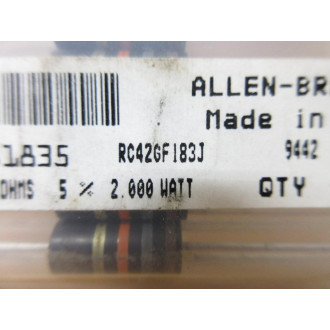 ALLEN-BR
Made in
1835 RC42GF183J 9442
OHMS 5 % 2.000 WATT QTY